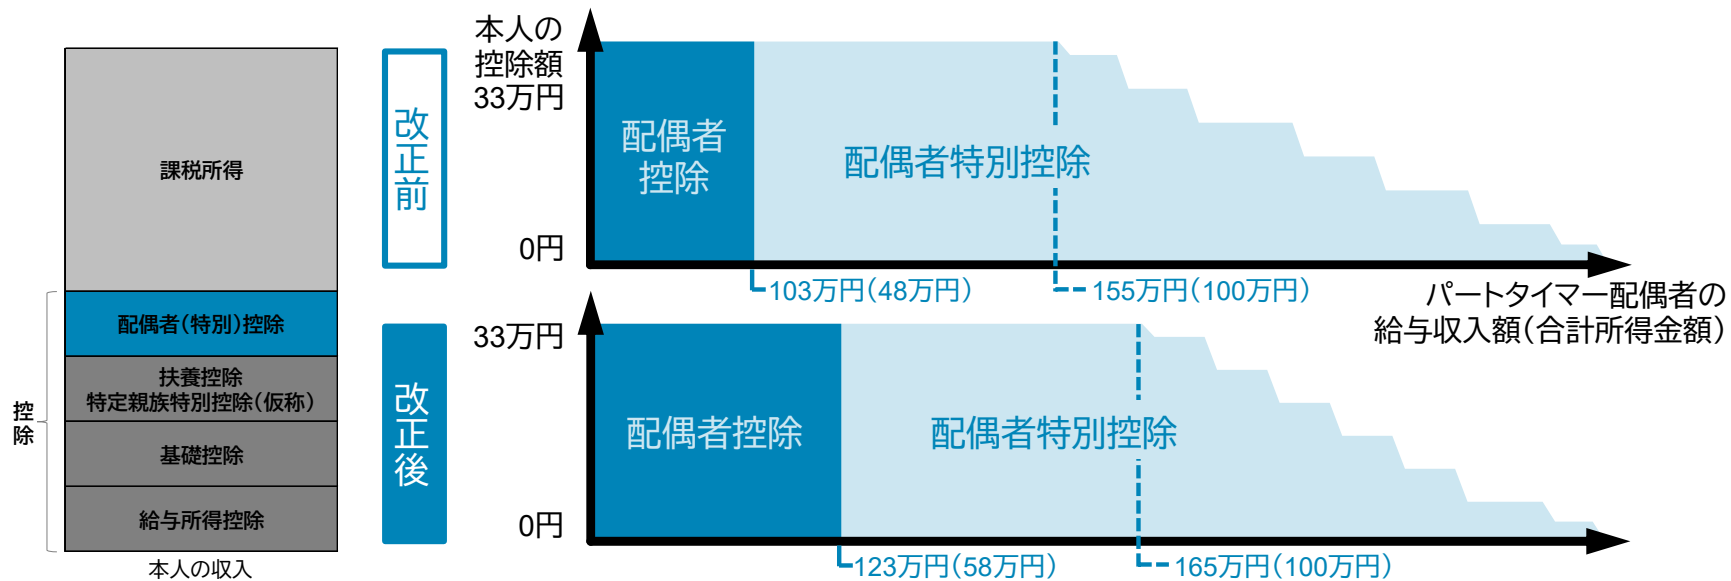 課税所得
配偶者（特別）控除
扶養控除
特定親族特別控除（仮称）
基礎控除
給与所得控除
控除
本人の収入
改正前
本人の
控除額
33万円
0円
配偶者
控除
配偶者特別控除
103万円（48万円）
155万円（100万円）
パートタイマー配偶者の
給与収入額（合計所得金額）
改正後
33万円
0円
配偶者控除
配偶者特別控除
123万円（58万円）
165万円（100万円）